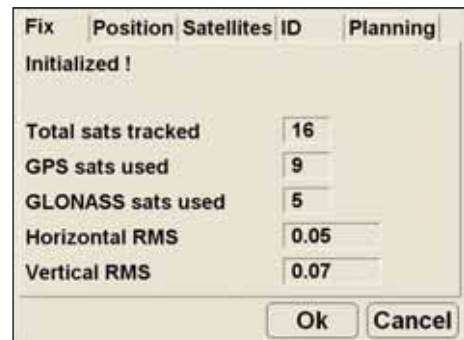 Fix Position Satellites ID Planning
Initialized !
Total sats tracked 16
GPS sats used 9
GLONASS sats used 5
Horizontal RMS 0.05
Vertical RMS 0.07
Ok Cancel